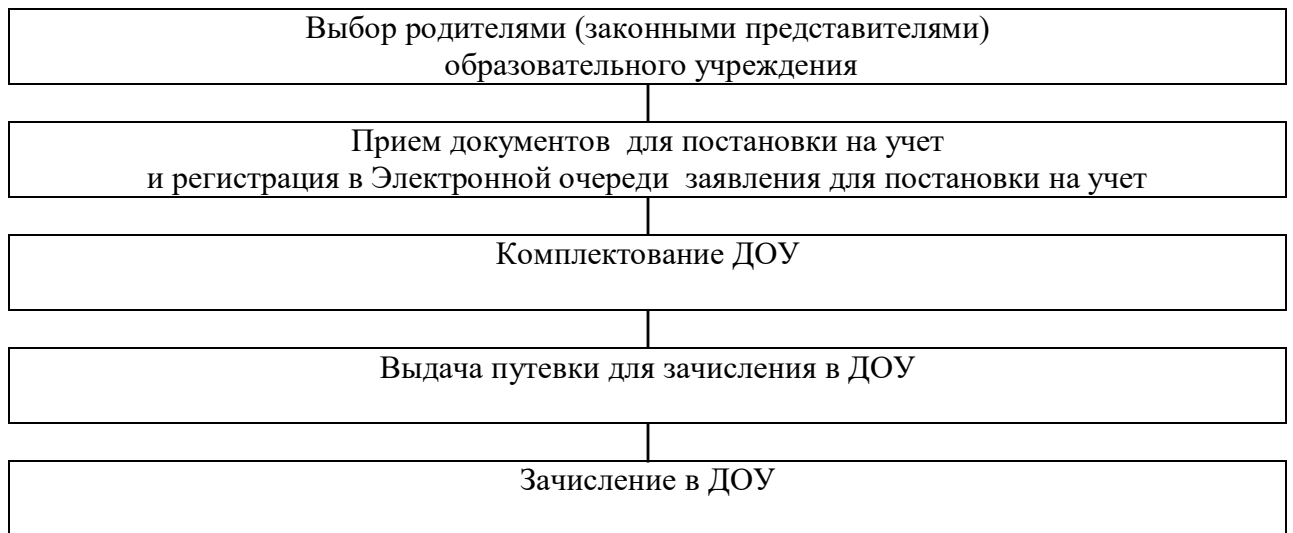 Выбор родителями (законными представителями)
образовательного учреждения
Прием документов  для постановки на учет
и регистрация в Электронной очереди  заявления для постановки на учет
Комплектование ДОУ
Выдача путевки для зачисления в ДОУ
Зачисление в ДОУ